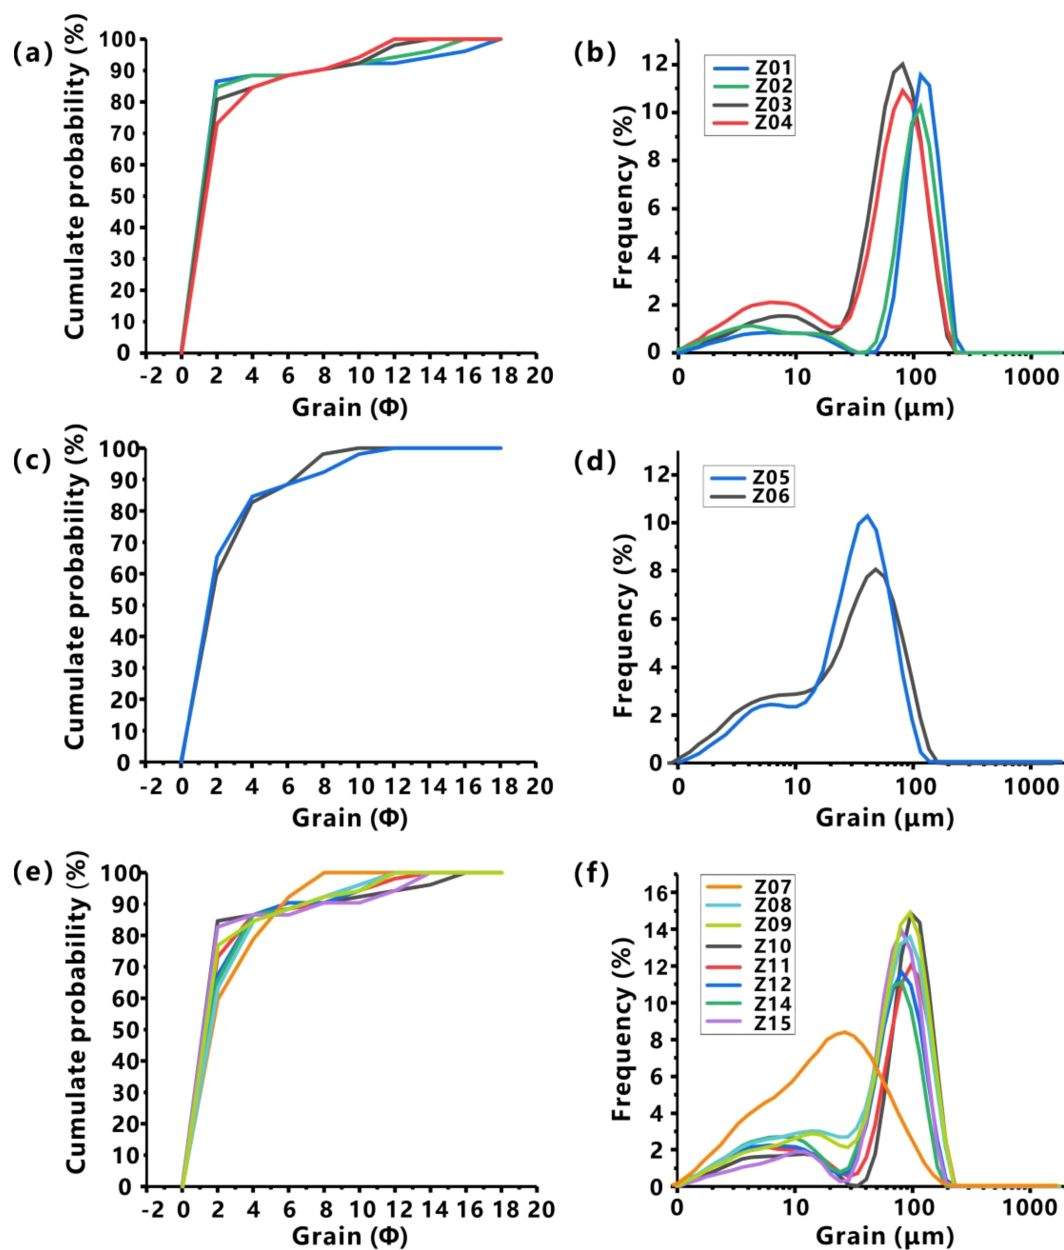 (a)
Cumulate probability (%)
100
90
80
70
60
50
40
30
20
10
0
-2 0 2 4 6 8 10 12 14 16 18 20
Grain (Φ)
(b)
Frequency (%)
12
10
8
6
4
2
0
0 10 100 1000
Grain (μm)
Z01
Z02
Z03
Z04
(c)
Cumulate probability (%)
100
90
80
70
60
50
40
30
20
10
0
-2 0 2 4 6 8 10 12 14 16 18 20
Grain (Φ)
(d)
Frequency (%)
12
10
8
6
4
2
0
0 10 100 1000
Grain (μm)
Z05
Z06
(e)
Cumulate probability (%)
100
90
80
70
60
50
40
30
20
10
0
-2 0 2 4 6 8 10 12 14 16 18 20
Grain (Φ)
(f)
Frequency (%)
16
14
12
10
8
6
4
2
0
0 10 100 1000
Grain (μm)
Z07
Z08
Z09
Z10
Z11
Z12
Z14
Z15